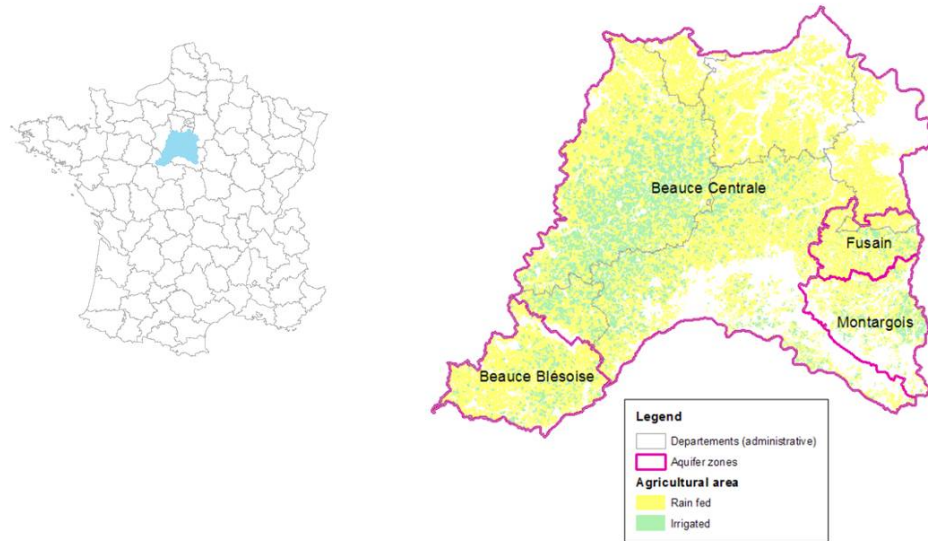 Beauce Centrale
Fusain
Montargois
Beauce Blésoise
Legend
Departements (administrative)
Aquifer zones
Agricultural area
Rain fed
Irrigated